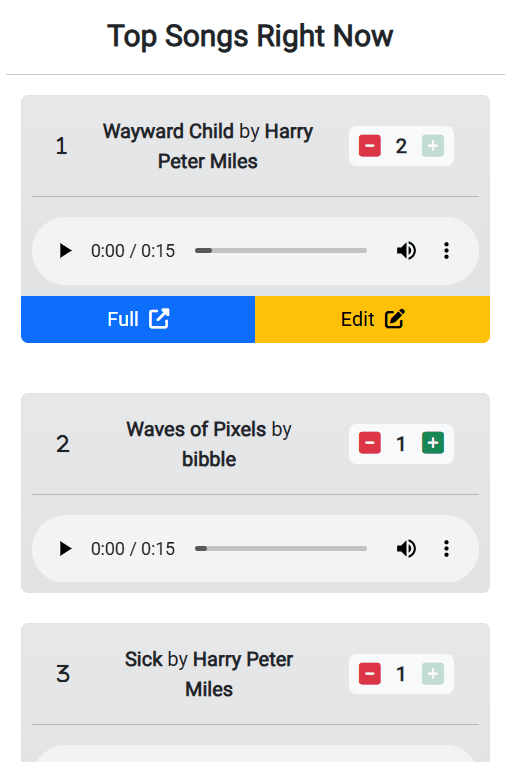 Top Songs Right Now
1
Wayward Child by Harry
Peter Miles
2
0:00 / 0:15
Full
Edit
2
Waves of Pixels by
bibble
1
0:00 / 0:15
3
Sick by Harry Peter
Miles
1